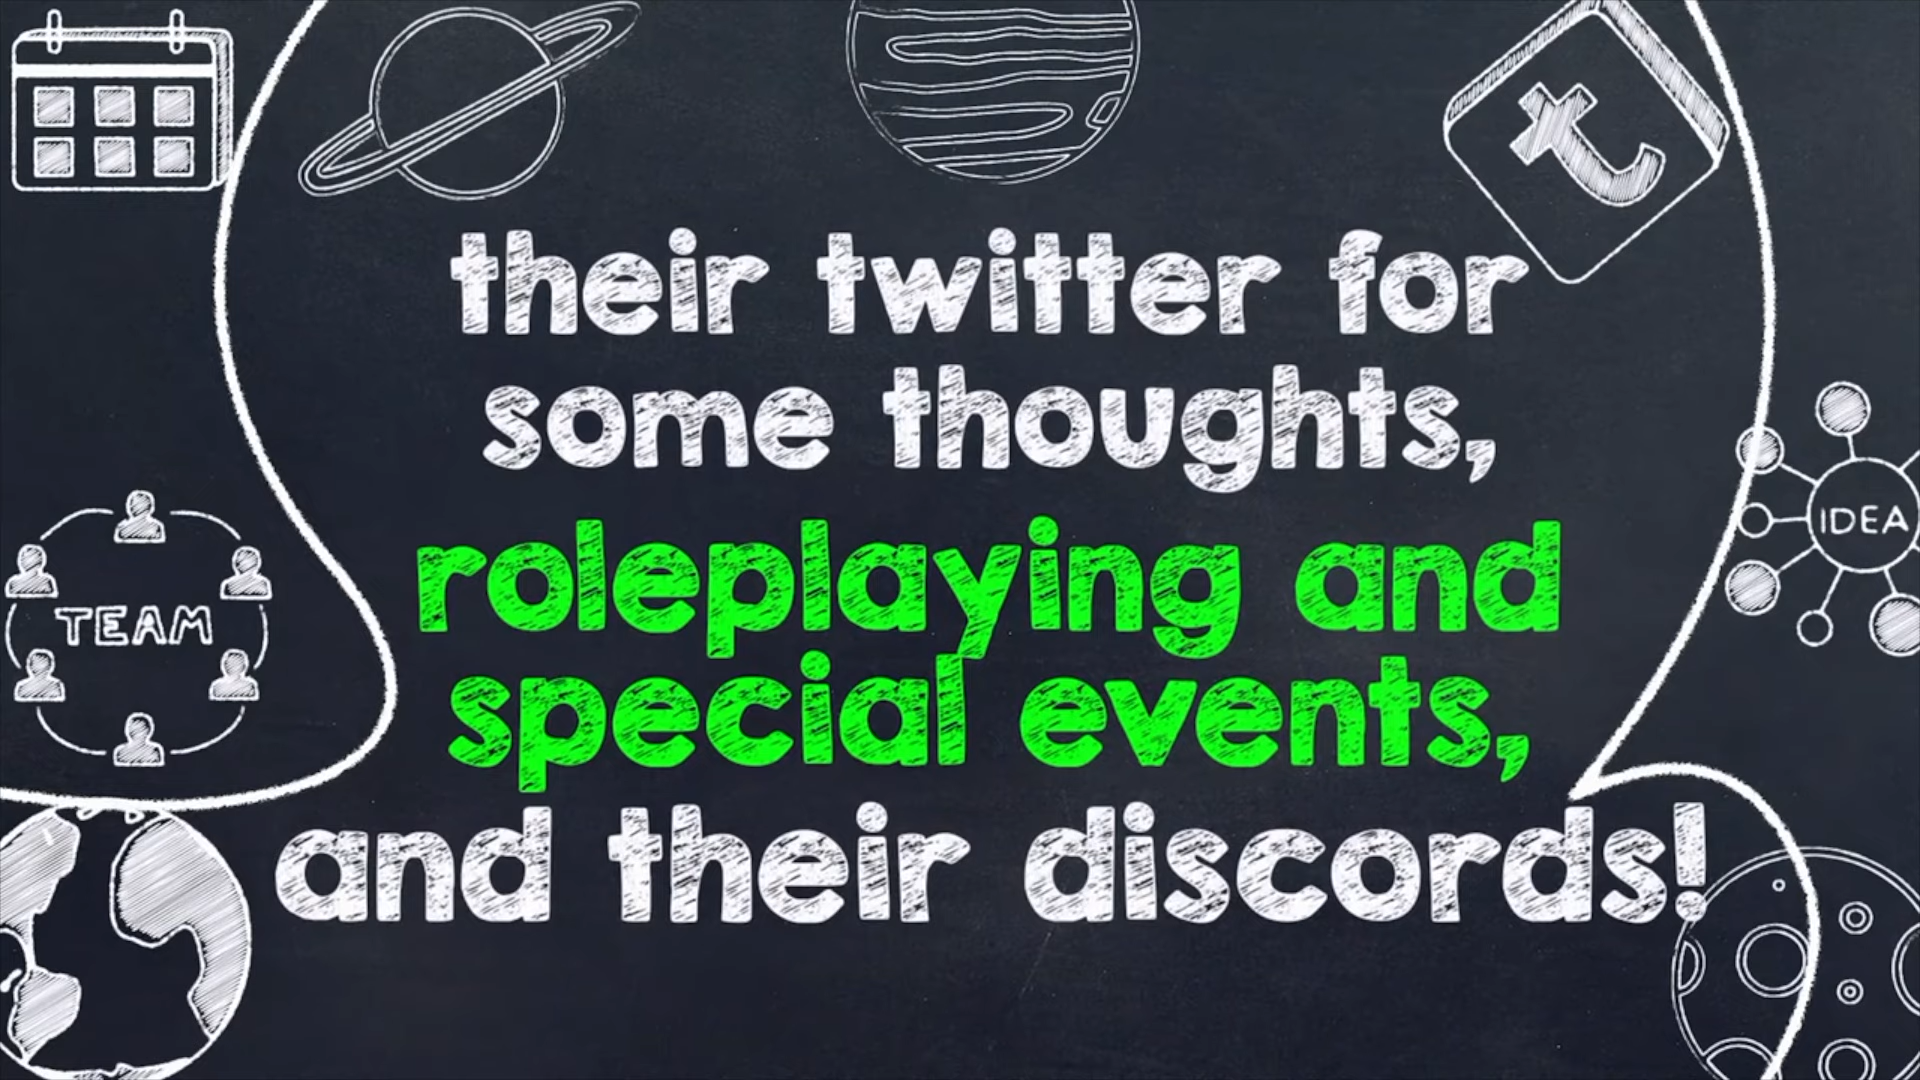 t
their twitter for
some thoughts,
roleplaying and
special events,
and their discords!
TEAM
IDEA